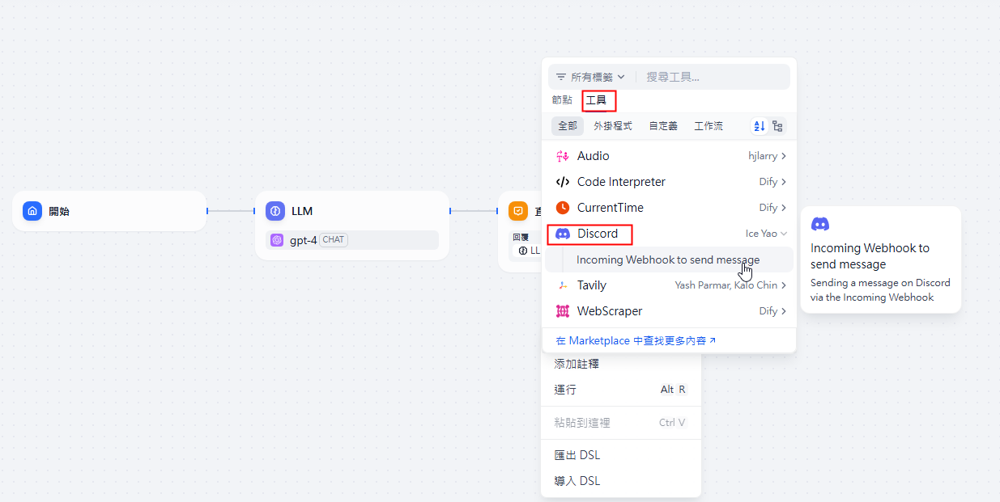 所有標籤
搜尋工具...
節點 工具
全部 外掛程式 自定義 工作流
Audio hjlarry
Code Interpreter Dify
CurrentTime Dify
Discord Ice Yao
Incoming Webhook to send message
Tavily Yash Parmar, Kalo Chin
WebScraper Dify
在 Marketplace 中查找更多內容
添加註釋
運行 Alt R
粘貼到這裡 Ctrl V
匯出 DSL
導入 DSL
開始
LLM
gpt-4 CHAT
回覆
LL
Incoming Webhook to
send message
Sending a message on Discord
via the Incoming Webhook